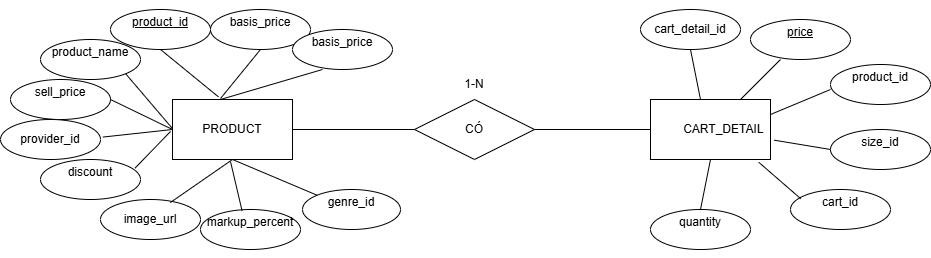 product_id
basis_price
basis_price
product_name
sell_price
provider_id
discount
image_url
markup_percent
genre_id
PRODUCT
1-N
CÓ
cart_detail_id
price
product_id
size_id
cart_id
quantity
CART_DETAIL